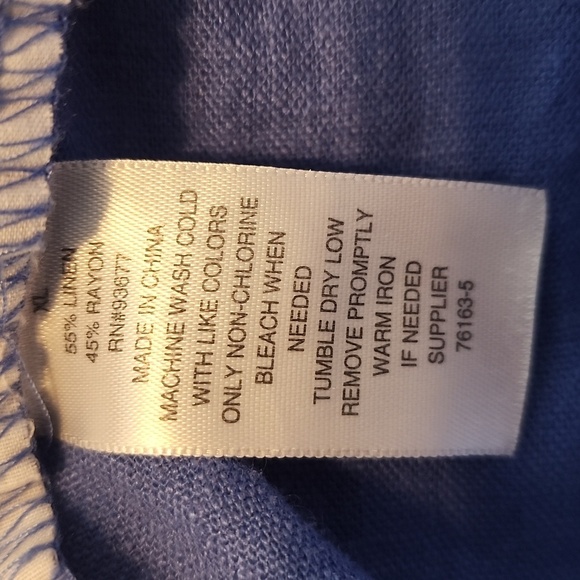 XL
55% LINEN
45% RAYON
RN#93677
MADE IN CHINA
MACHINE WASH COLD
WITH LIKE COLORS
ONLY NON-CHLORINE
BLEACH WHEN
NEEDED
TUMBLE DRY LOW
REMOVE PROMPTLY
WARM IRON
IF NEEDED
SUPPLIER
76163-5